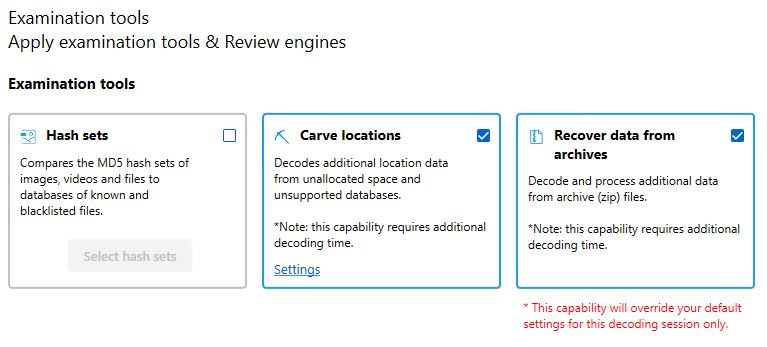 Examination tools
Apply examination tools & Review engines
Examination tools
Hash sets
Compares the MD5 hash sets of
images, videos and files to
databases of known and
blacklisted files.
Select hash sets
Carve locations
Decodes additional location data
from unallocated space and
unsupported databases.
*Note: this capability requires additional
decoding time.
Settings
Recover data from
archives
Decode and process additional data
from archive (zip) files.
*Note: this capability requires additional
decoding time.
* This capability will override your default
settings for this decoding session only.